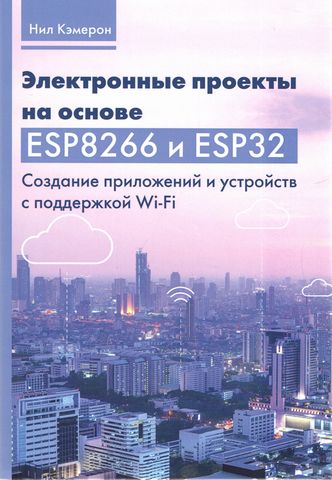 Нил Кэмерон
Электронные проекты
на основе
ESP8266 и ESP32
Создание приложений и устройств
с поддержкой Wi-Fi